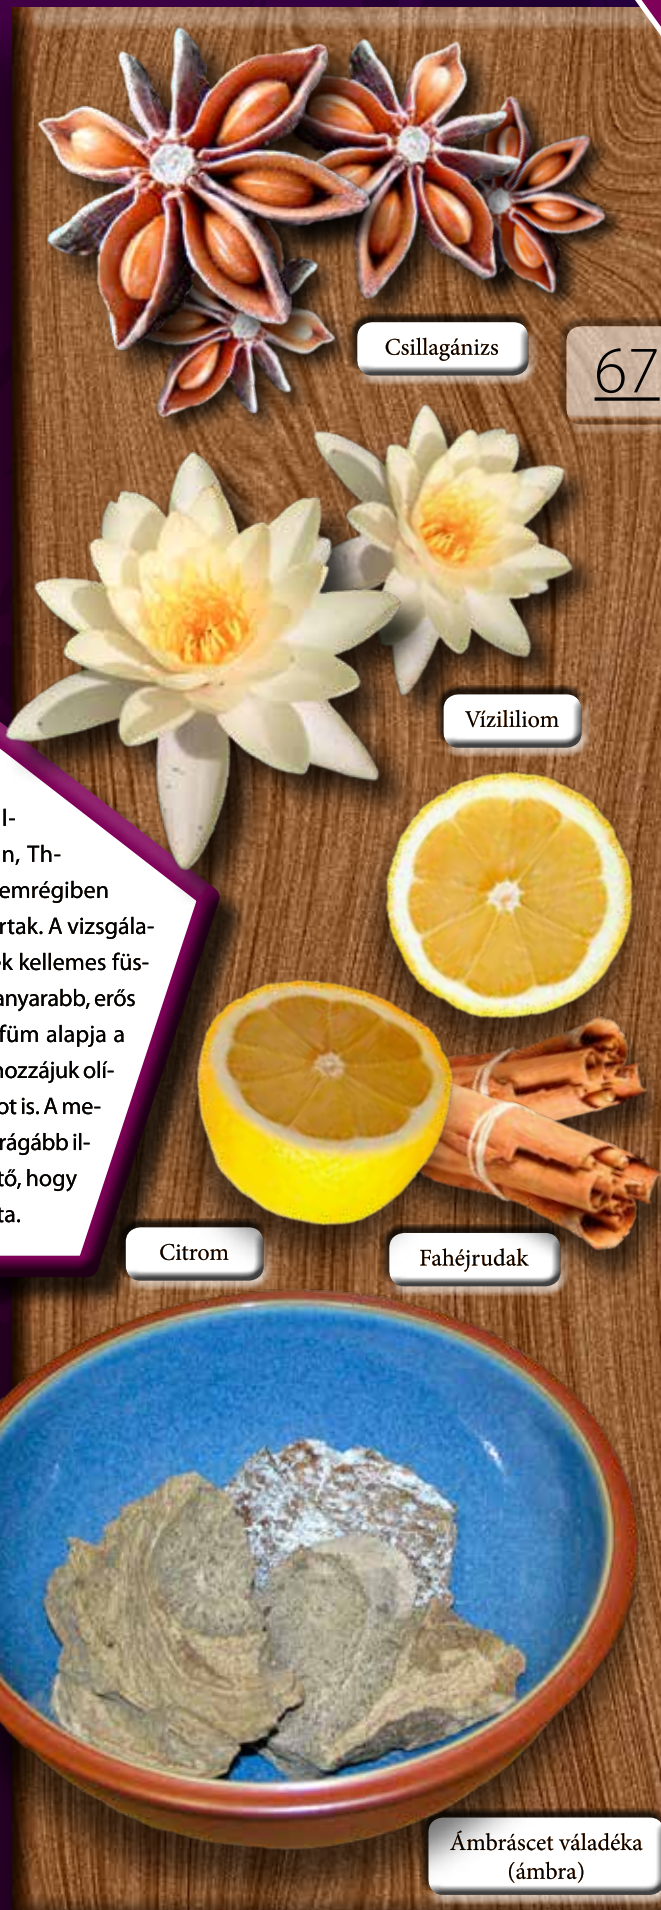 Csillagánizs
67
Vízililiom
l-
n, Th-
emrégiben
rtak. A vizsgála-
k kellemes füs-
anyarabb, erős
füm alapja a
hozzájuk olí-
ot is. A me-
rágább il-
tő, hogy
ta.
Citrom
Fahéjrudak
Ámbráscet váladéka
(ámbra)